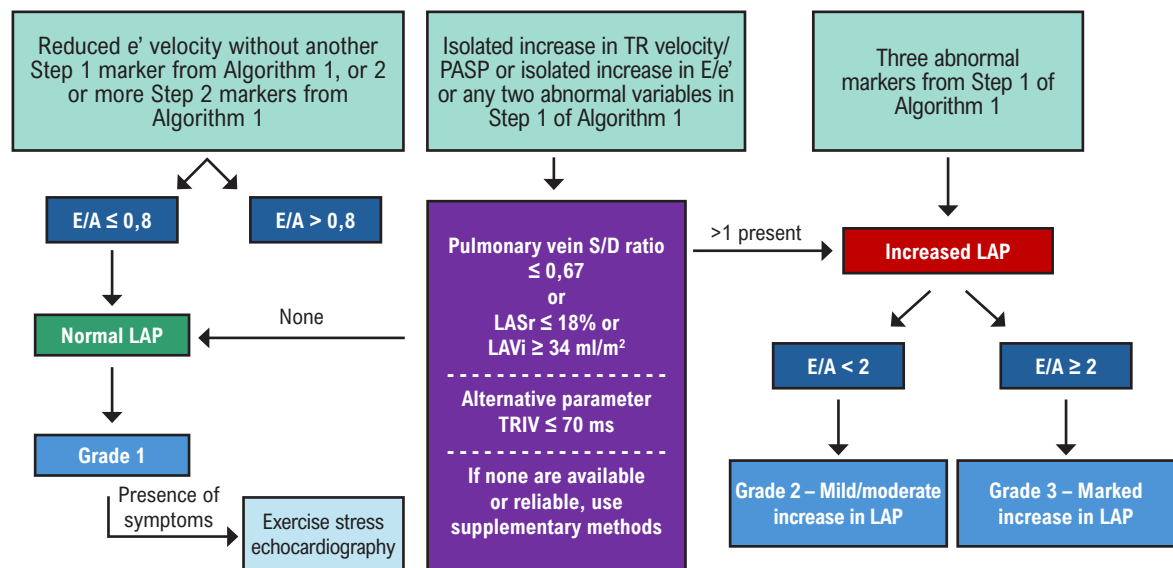 Reduced e’ velocity without another
Step 1 marker from Algorithm 1, or 2
or more Step 2 markers from
Algorithm 1
Isolated increase in TR velocity/
PASP or isolated increase in E/e’
or any two abnormal variables in
Step 1 of Algorithm 1
Three abnormal
markers from Step 1 of
Algorithm 1
E/A ≤ 0,8
E/A > 0,8
Pulmonary vein S/D ratio
≤ 0,67
or
LASr ≤ 18% or
LAVi ≥ 34 ml/m²
Alternative parameter
TRIV ≤ 70 ms
If none are available
or reliable, use
supplementary methods
>1 present
Increased LAP
None
Normal LAP
E/A < 2
E/A ≥ 2
Grade 1
Grade 2 – Mild/moderate
increase in LAP
Grade 3 – Marked
increase in LAP
Presence of
symptoms
Exercise stress
echocardiography